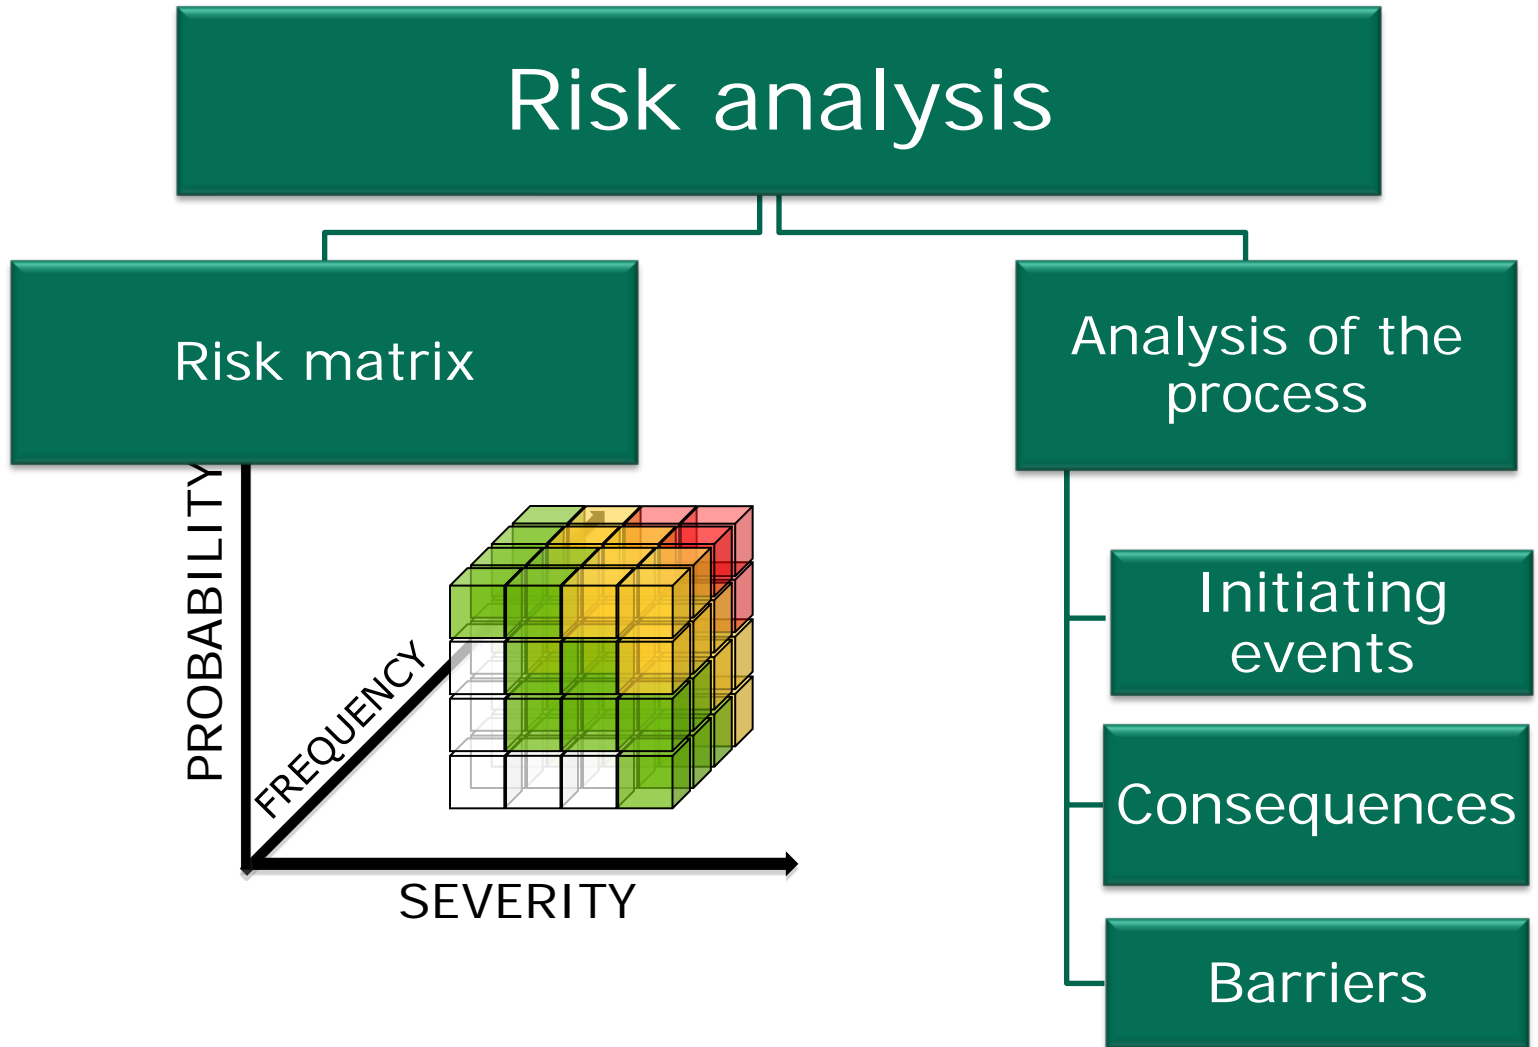 Risk analysis
Risk matrix
Analysis of the
process
PROBABILITY
FREQUENCY
SEVERITY
Initiating
events
Consequences
Barriers